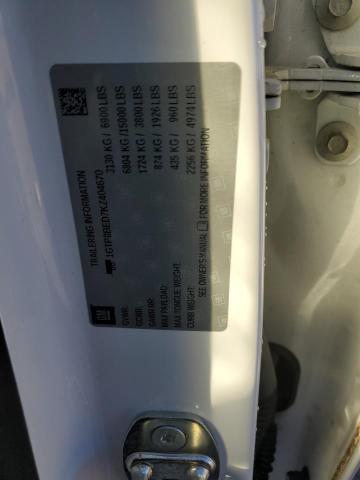 TRAILERING INFORMATION
1GTP9BED7KZ404670
GVWR: 3130 KG / 6900 LBS
GCWR: 6804 KG / 15000 LBS
GAWR RR: 1724 KG / 3800 LBS
MAX PAYLOAD: 874 KG / 1926 LBS
MAX TONGUE WEIGHT: 435 KG / 960 LBS
CURB WEIGHT: 2256 KG / 4974 LBS
SEE OWNER'S MANUAL FOR MORE INFORMATION
GM